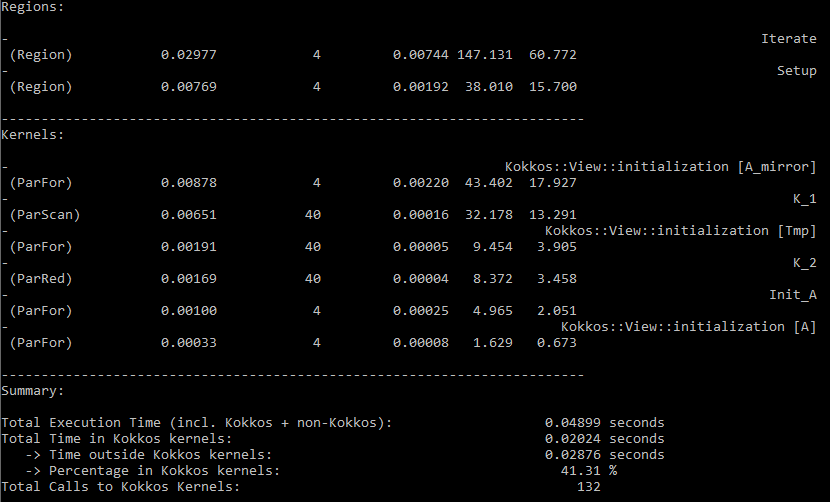 Regions:
-                                                                                              Iterate
 (Region)           0.02977            4         0.00744 147.131  60.772
-                                                                                                Setup
 (Region)           0.00769            4         0.00192  38.010  15.700
-------------------------------------------------------------------------
Kernels:
-                                                              Kokkos::View::initialization [A_mirror]
 (ParFor)           0.00878            4         0.00220  43.402  17.927
-                                                                                                  K_1
 (ParScan)          0.00651           40         0.00016  32.178  13.291
-                                                                   Kokkos::View::initialization [Tmp]
 (ParFor)           0.00191           40         0.00005   9.454   3.905
-                                                                                                  K_2
 (ParRed)           0.00169           40         0.00004   8.372   3.458
-                                                                                               Init_A
 (ParFor)           0.00100            4         0.00025   4.965   2.051
-                                                                     Kokkos::View::initialization [A]
 (ParFor)           0.00033            4         0.00008   1.629   0.673
-------------------------------------------------------------------------
Summary:
Total Execution Time (incl. Kokkos + non-Kokkos):                   0.04899 seconds
Total Time in Kokkos kernels:                                       0.02024 seconds
   -> Time outside Kokkos kernels:                                  0.02876 seconds
   -> Percentage in Kokkos kernels:                                   41.31 %
Total Calls to Kokkos Kernels:                                          132